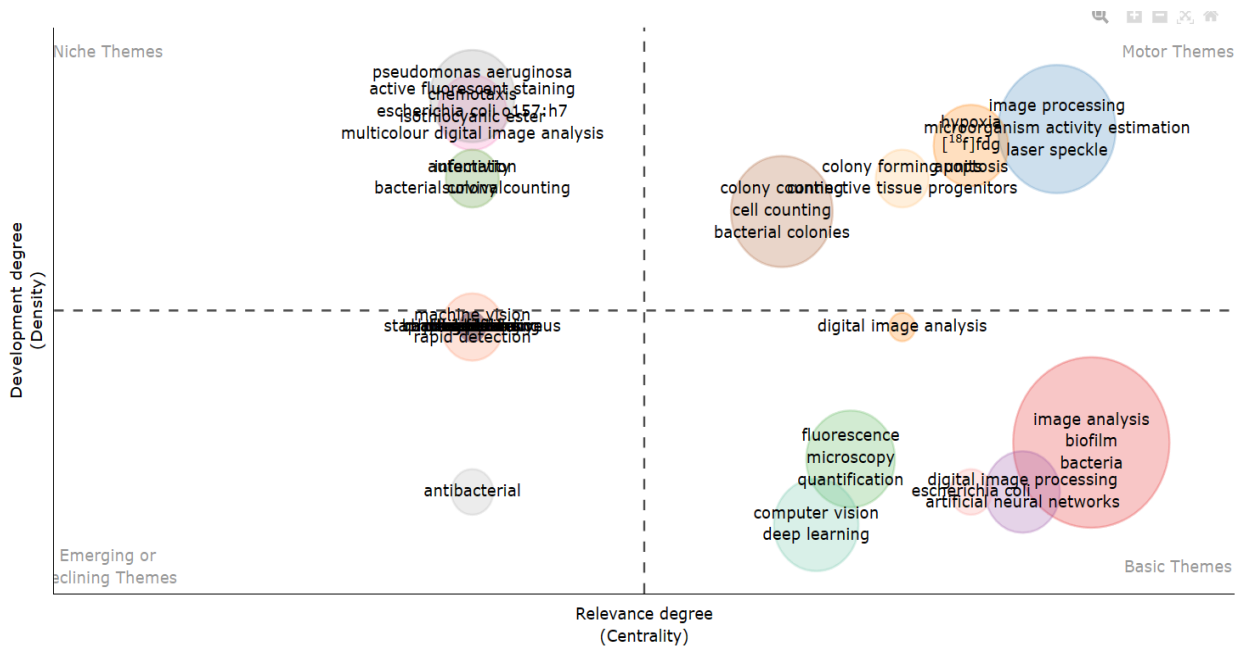 Niche Themes
Motor Themes
pseudomonas aeruginosa
active fluorescent staining
chemotaxis
escherichia coli o157:h7
isothiocyanic ester
multicolour digital image analysis
infectivity
automation
bacterial colony counting
survival
image processing
microorganism activity estimation
laser speckle
hypoxia
[18f]fdg
apoptosis
colony forming units
connective tissue progenitors
colony counting
cell counting
bacterial colonies
machine vision
rapid detection
digital image analysis
image analysis
biofilm
bacteria
fluorescence
microscopy
quantification
digital image processing
artificial neural networks
escherichia coli
computer vision
deep learning
antibacterial
Emerging or
eclining Themes
Basic Themes
Development degree
(Density)
Relevance degree
(Centrality)